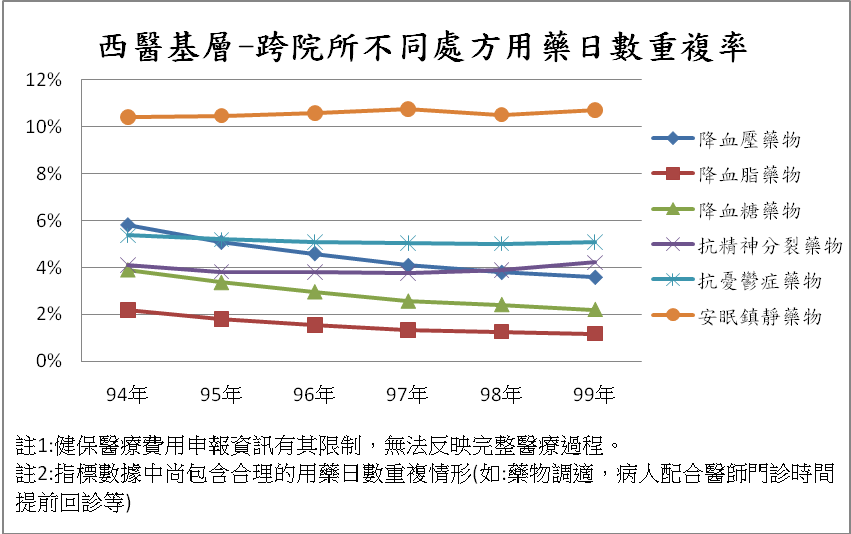 西醫基層-跨院所不同處方用藥日數重複率
12%
10%
8%
6%
4%
2%
0%
94年 95年 96年 97年 98年 99年
降血壓藥物
降血脂藥物
降血糖藥物
抗精神分裂藥物
抗憂鬱症藥物
安眠鎮靜藥物
註1:健保醫療費用申報資訊有其限制，無法反映完整醫療過程。
註2:指標數據中尚包含合理的用藥日數重複情形(如:藥物調適，病人配合醫師門診時間
提前回診等)